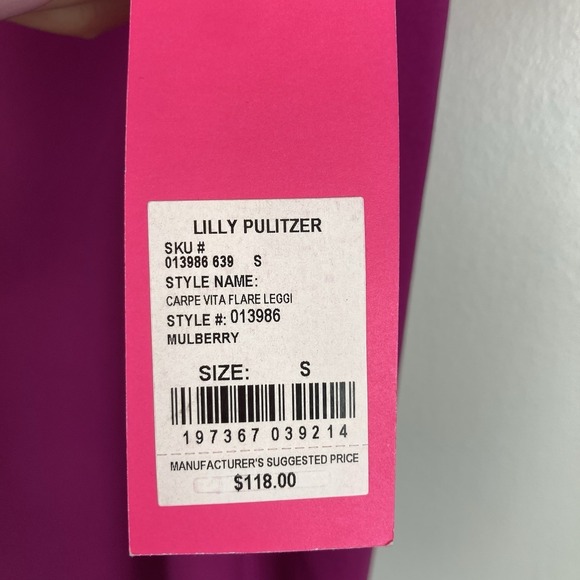 LILLY PULITZER
SKU #
013986 639 S
STYLE NAME:
CARPE VITA FLARE LEGGI
STYLE #: 013986
MULBERRY
SIZE: S
197367 039214
MANUFACTURER'S SUGGESTED PRICE
$118.00